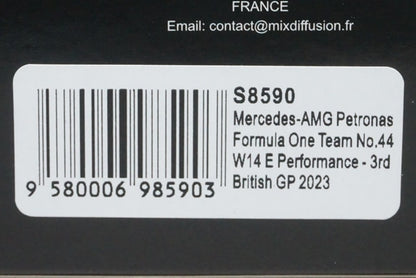 FRANCE
Email: contact@mixdiffusion.fr
S8590
Mercedes-AMG Petronas
Formula One Team No.44
W14 E Performance - 3rd
British GP 2023
9 580006 985903